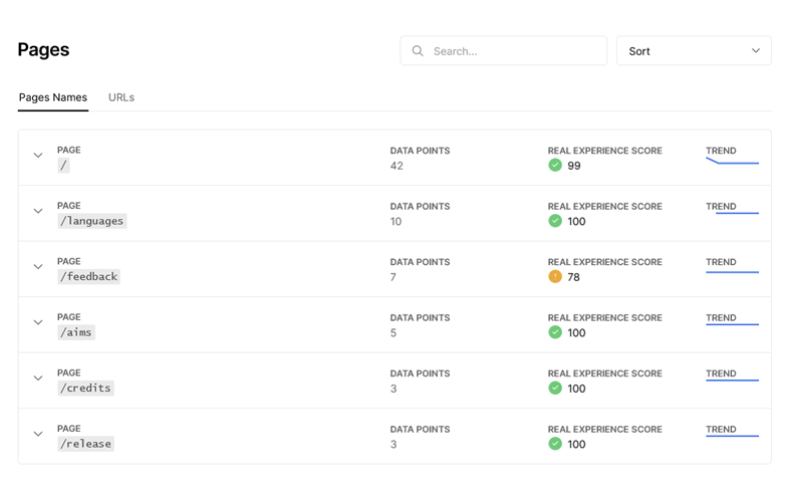 Pages
Search...
Sort
Pages Names URLs
PAGE DATA POINTS REAL EXPERIENCE SCORE TREND
/ 42 99
PAGE DATA POINTS REAL EXPERIENCE SCORE TREND
/languages 10 100
PAGE DATA POINTS REAL EXPERIENCE SCORE TREND
/feedback 7 78
PAGE DATA POINTS REAL EXPERIENCE SCORE TREND
/aims 5 100
PAGE DATA POINTS REAL EXPERIENCE SCORE TREND
/credits 3 100
PAGE DATA POINTS REAL EXPERIENCE SCORE TREND
/release 3 100